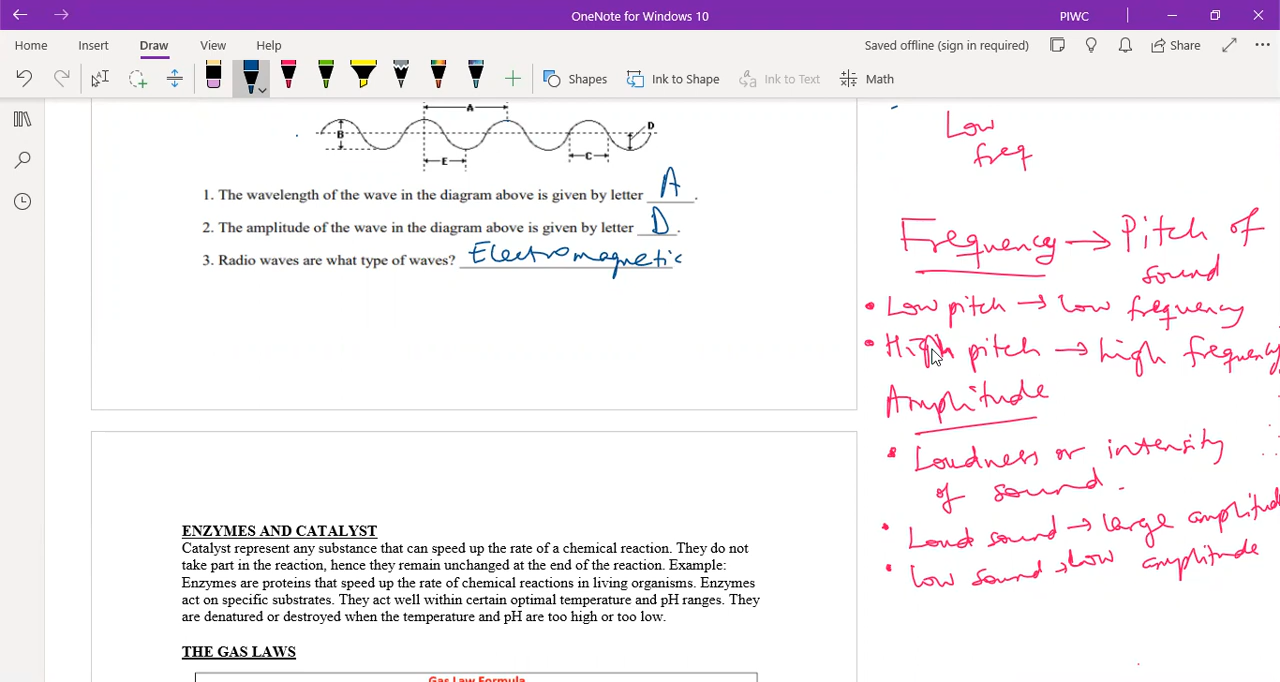 OneNote for Windows 10
PIWC
Home Insert Draw View Help
Saved offline (sign in required)
Share
Shapes
Ink to Shape
Ink to Text
Math
A
B
D
E
C
1. The wavelength of the wave in the diagram above is given by letter A.
2. The amplitude of the wave in the diagram above is given by letter D.
3. Radio waves are what type of waves? Electromagnetic
ENZYMES AND CATALYST
Catalyst represent any substance that can speed up the rate of a chemical reaction. They do not
take part in the reaction, hence they remain unchanged at the end of the reaction. Example:
Enzymes are proteins that speed up the rate of chemical reactions in living organisms. Enzymes
act on specific substrates. They act well within certain optimal temperature and pH ranges. They
are denatured or destroyed when the temperature and pH are too high or too low.
THE GAS LAWS
Gas Law Formula
Low
freq
Frequency → Pitch of
sound
• Low pitch → low frequency
• High pitch → high frequency
Amplitude
• Loudness or intensity
of sound.
• Loud sound → large amplitud
• low sound → low amplitude